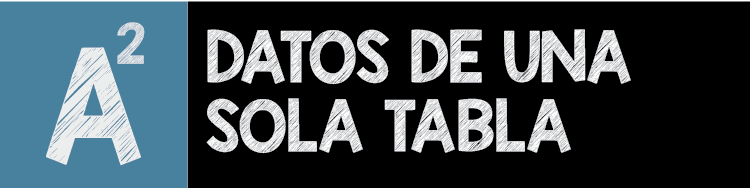 A²
DATOS DE UNA
SOLA TABLA